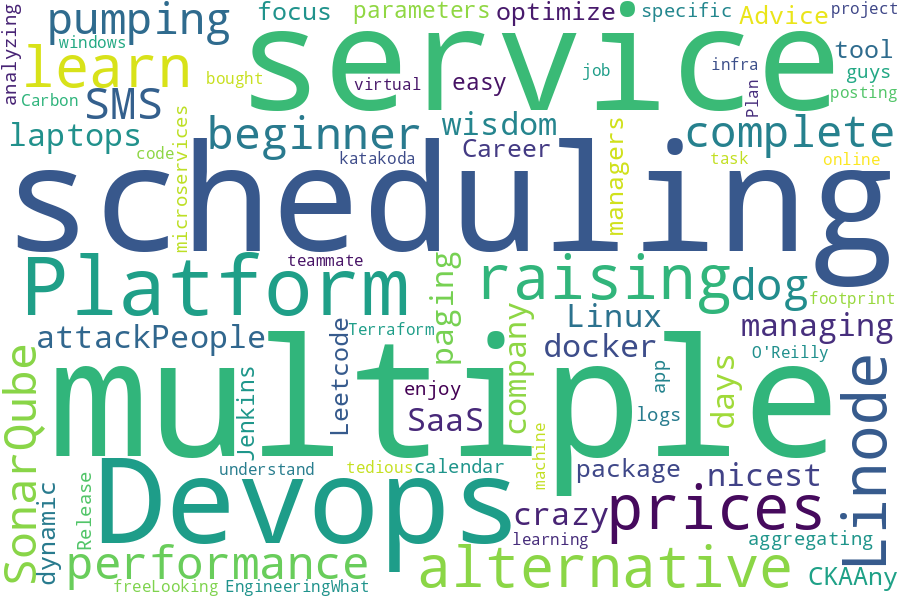 analyzing pumping focus parameters optimize specific Advice project
windows service tool
learn bought virtual easy job infra guys
Carbon SMS Plan posting
laptops microservices beginner wisdom managers complete
code katakoda Career task online
scheduling
teammate
Platform paging raising dog footprint
attackPeople Terraform company Linux managing
Leetcode docker O'Reilly
multiple
SonarQube Jenkins enjoy app days Linode
SaaS logs
understand tedious calendar machine package nicest
dynamic Release Devops crazy prices
learning aggregating
performance alternative CKAAny
freeLooking EngineeringWhat